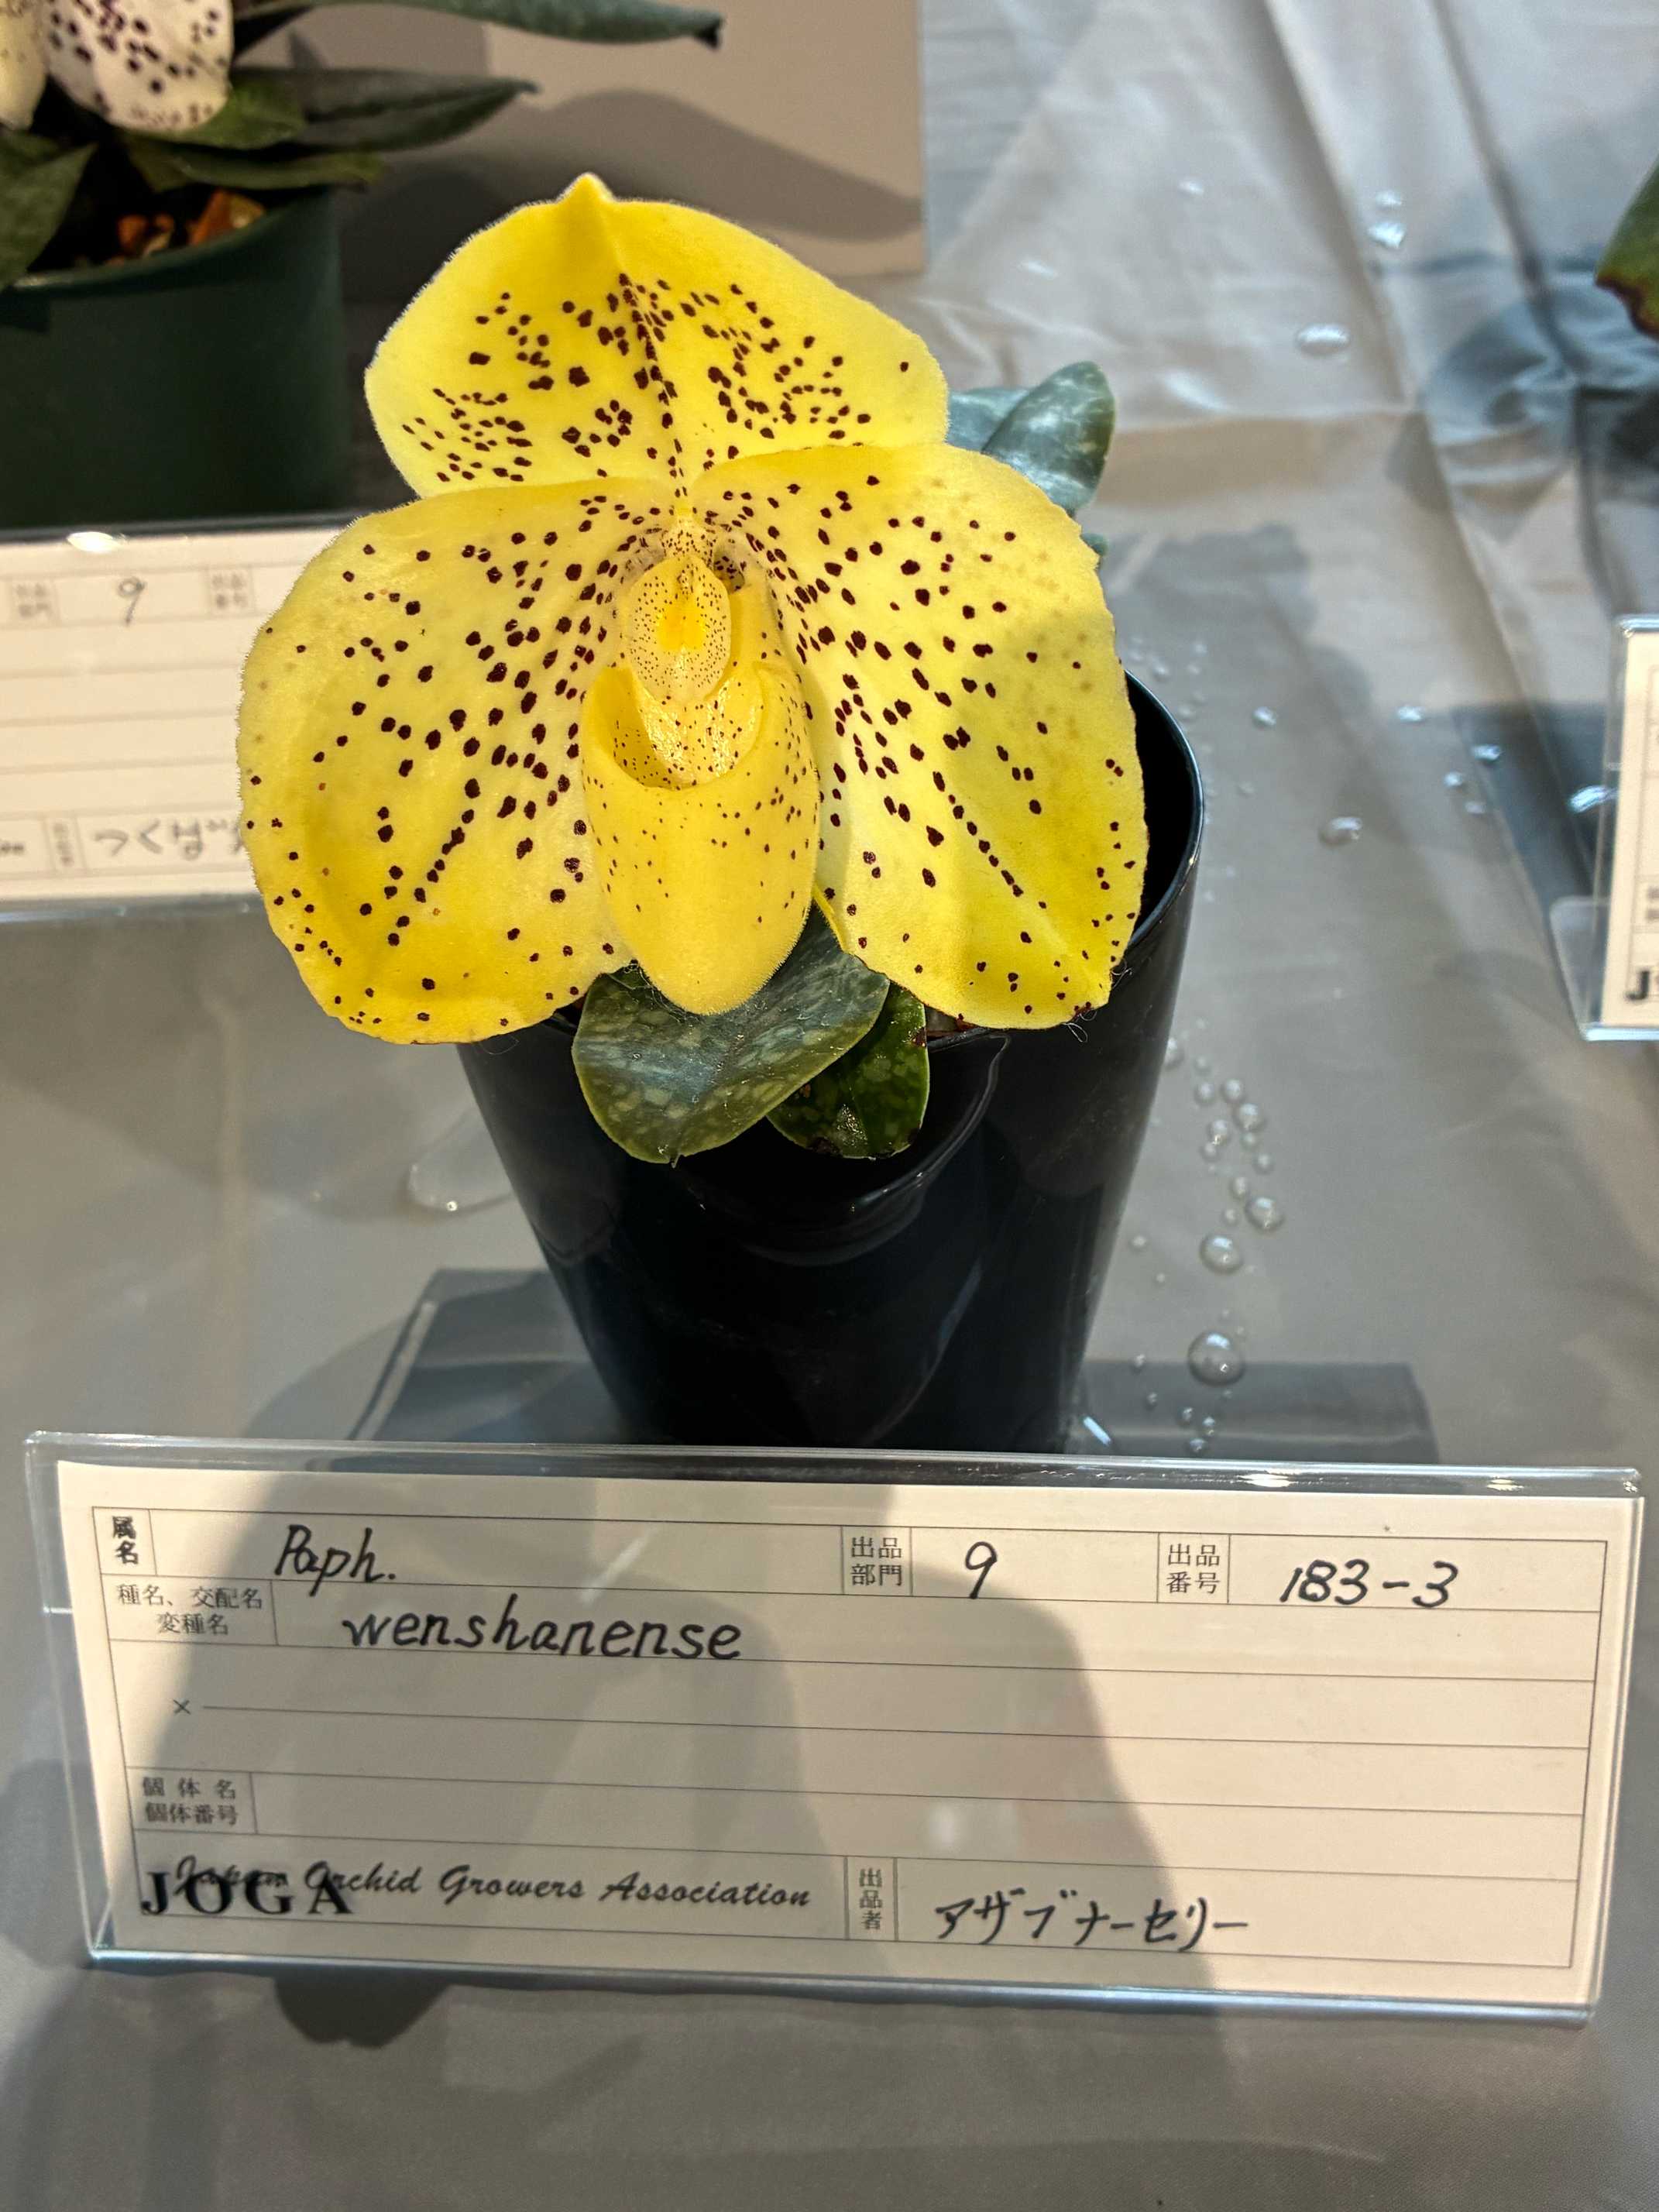 9
つくば
属名 Paph. 出品部門 9 出品番号 183-3
種名、交配名 変種名 wenshanense
×
個体名 個体番号
JOGA Japan Orchid Growers Association 出品者 アザブナーセリー